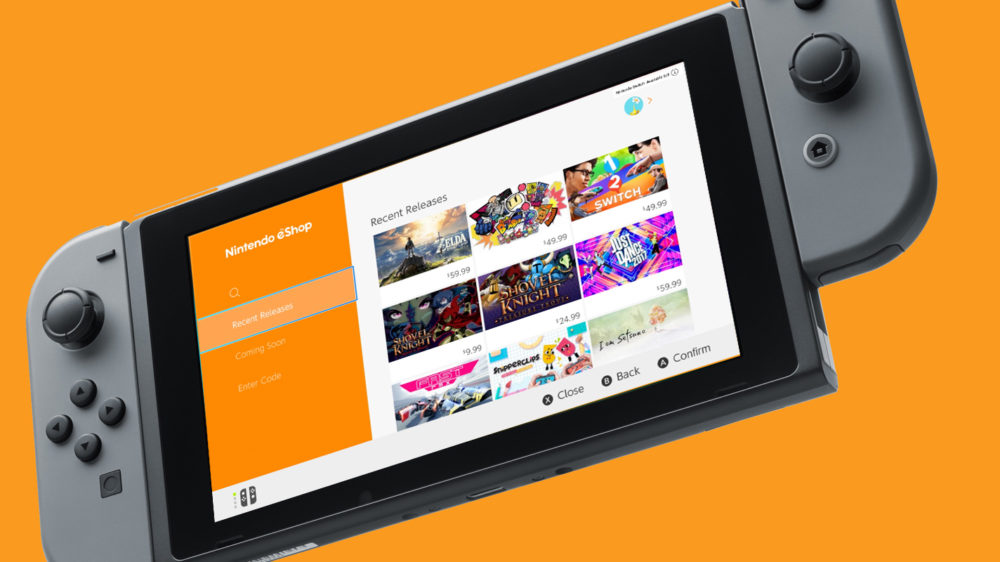 Nintendo eShop
Recent Releases
Coming Soon
Enter Code
Recent Releases
ZELDA
$59.99
$49.99
1
2
SWITCH
$49.99
SHOVEL
KNIGHT
$9.99
SHOVEL
KNIGHT
TREASURE TROVE
$24.99
JUST
DANCE
2017
$59.99
FAST
SNIPPERCLIPS
I am Setsuna
X Close
B Back
A Confirm